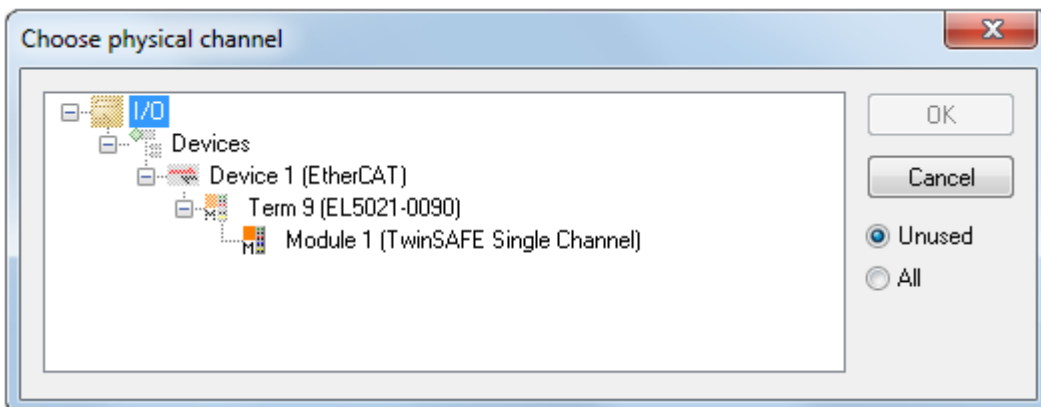 Choose physical channel
I/O
Devices
Device 1 (EtherCAT)
Term 9 (EL5021-0090)
Module 1 (TwinSAFE Single Channel)
OK
Cancel
Unused
All